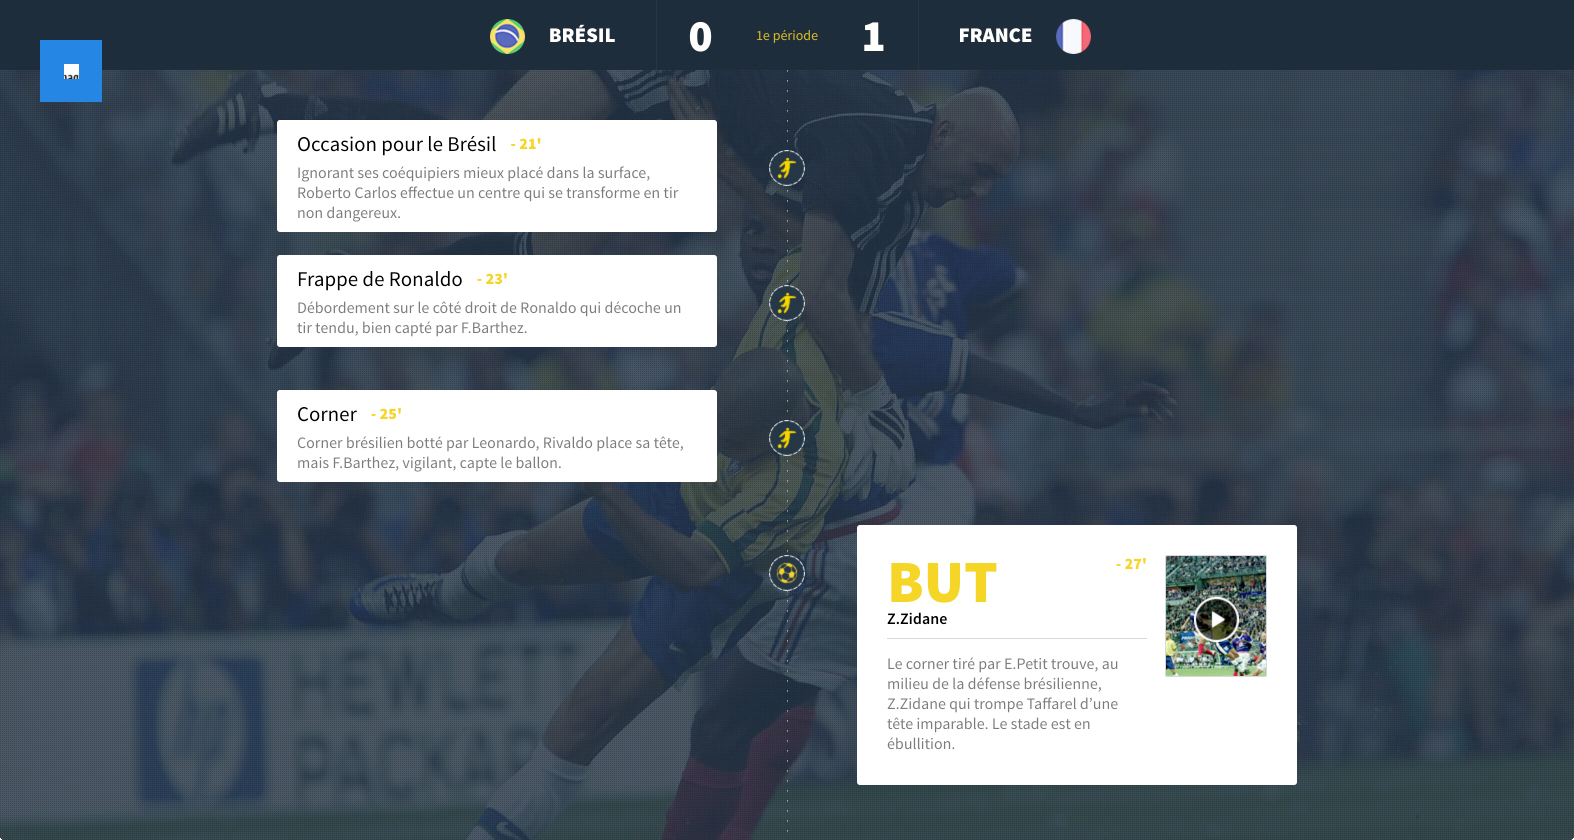 BRÉSIL 0 1e période 1 FRANCE
Occasion pour le Brésil - 21'
Ignorant ses coéquipiers mieux placé dans la surface,
Roberto Carlos effectue un centre qui se transforme en tir
non dangereux.
Frappe de Ronaldo - 23'
Débordement sur le côté droit de Ronaldo qui décoche un
tir tendu, bien capté par F.Barthez.
Corner - 25'
Corner brésilien botté par Leonardo, Rivaldo place sa tête,
mais F.Barthez, vigilant, capte le ballon.
BUT - 27'
Z.Zidane
Le corner tiré par E.Petit trouve, au
milieu de la défense brésilienne,
Z.Zidane qui trompe Taffarel d'une
tête imparable. Le stade est en
ébullition.